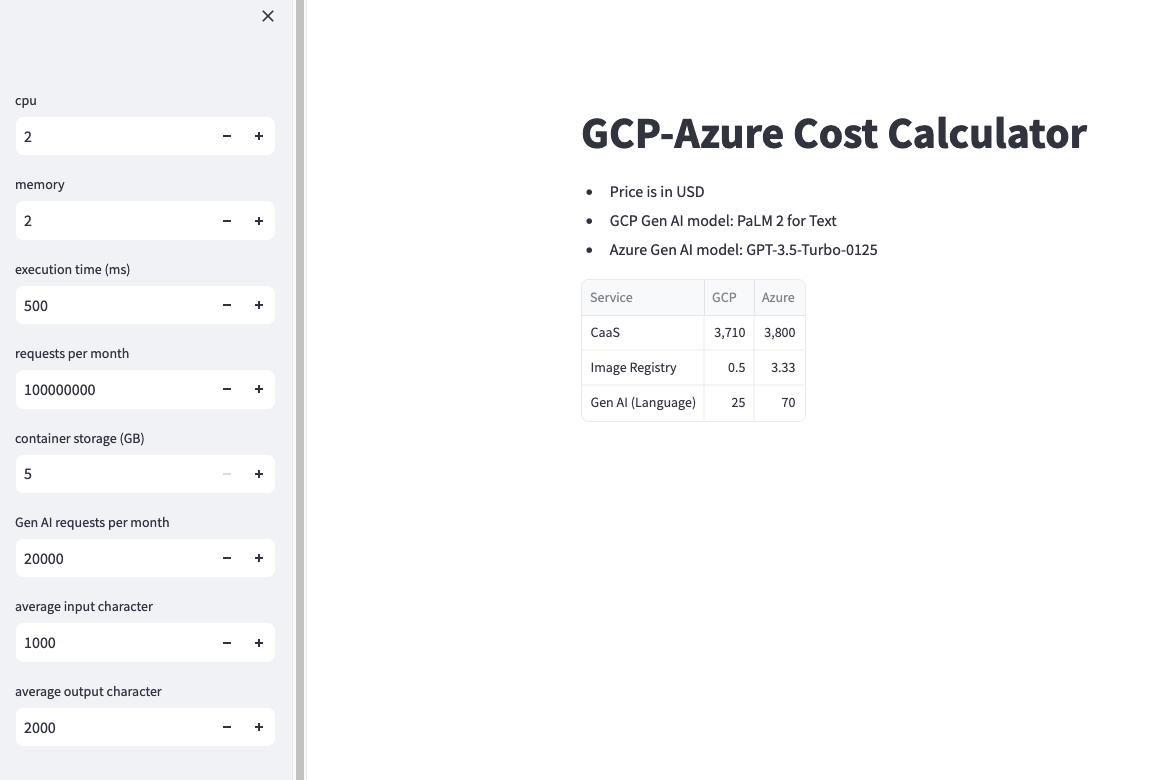 cpu
2
memory
2
execution time (ms)
500
requests per month
100000000
container storage (GB)
5
Gen AI requests per month
20000
average input character
1000
average output character
2000
GCP-Azure Cost Calculator
Price is in USD
GCP Gen AI model: PaLM 2 for Text
Azure Gen AI model: GPT-3.5-Turbo-0125
Service GCP Azure
CaaS 3,710 3,800
Image Registry 0.5 3.33
Gen AI (Language) 25 70